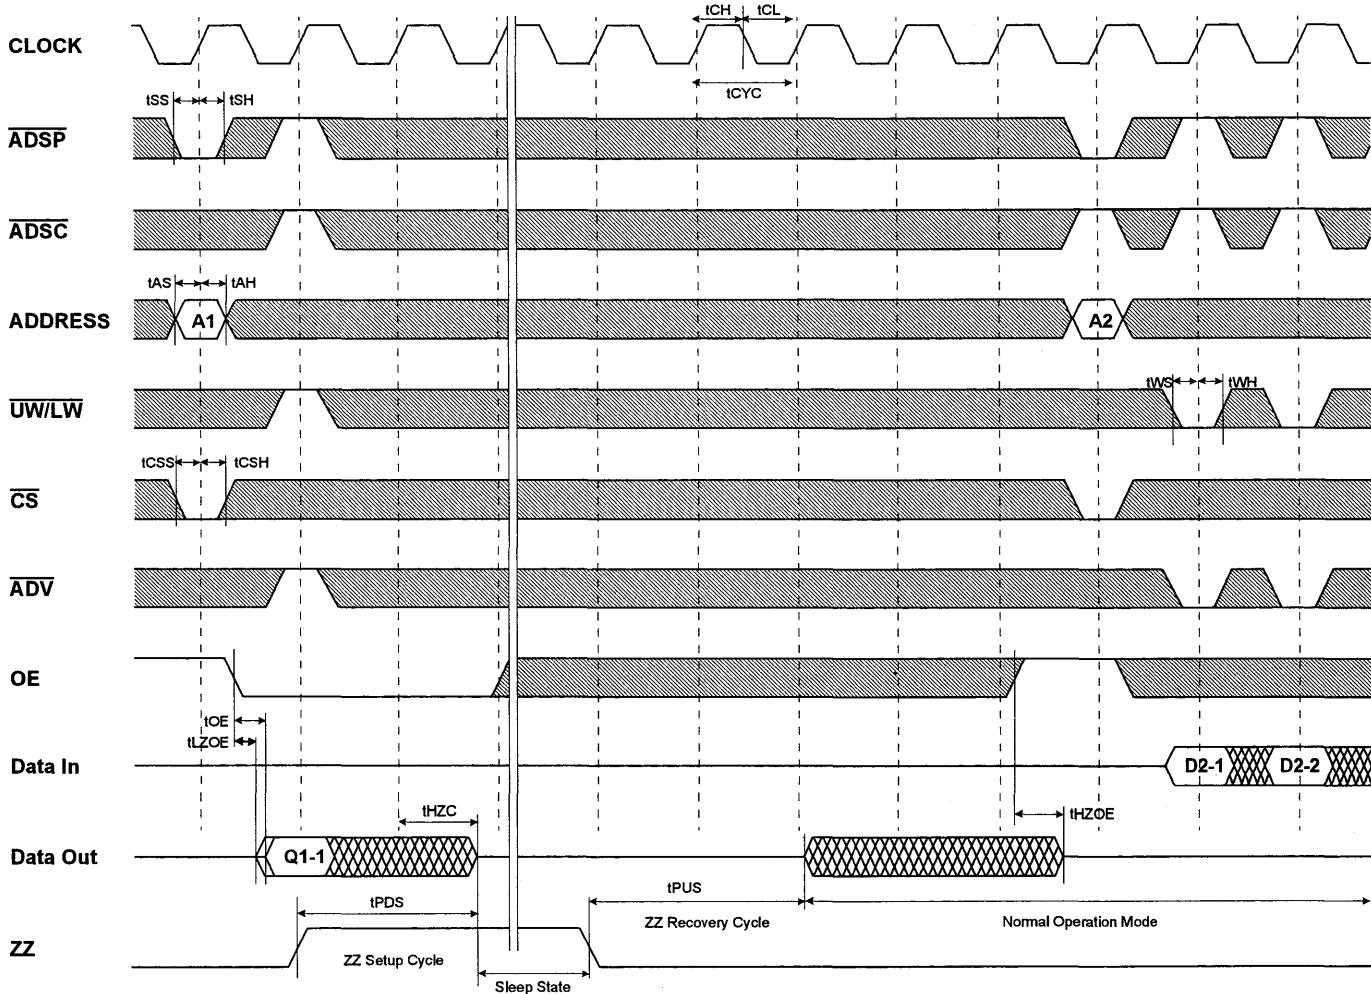 tCH tCL
CLOCK
tCYC
tSS tSH
ADSP
ADSC
tAS tAH
ADDRESS A1 A2
UW/LW tWS tWH
tCSS tCSH
CS
ADV
OE
tOE
tLZOE
Data In D2-1 D2-2
tHZC tHZOE
Data Out Q1-1
tPDS tPUS
ZZ Recovery Cycle Normal Operation Mode
ZZ ZZ Setup Cycle
Sleep State